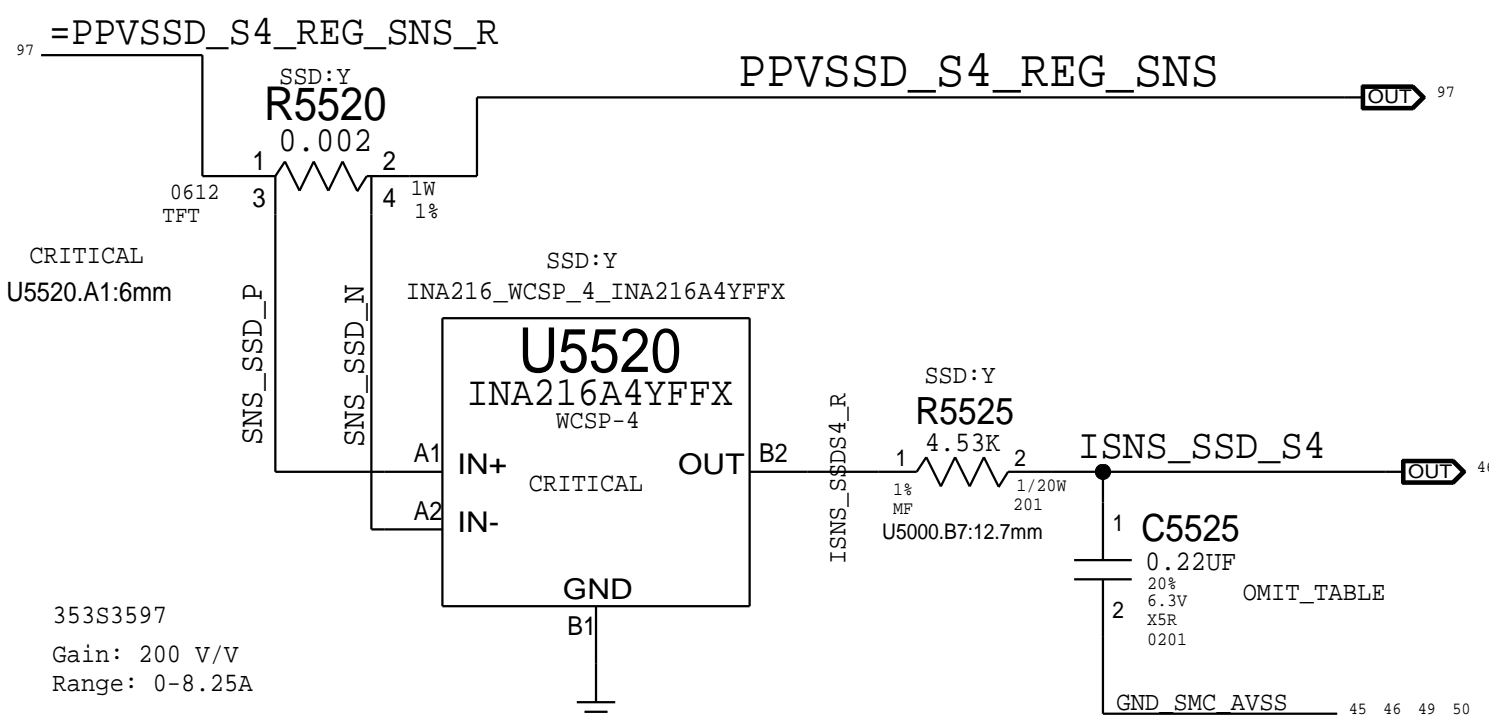 97 =PPVSSD_S4_REG_SNS_R
PPVSSD_S4_REG_SNS
OUT 97
SSD:Y
R5520
0.002
1 2
3 4
0612
TFT
1W
1%
CRITICAL
U5520.A1:6mm
SNS_SSD_P
SNS_SSD_N
SSD:Y
INA216_WCSP_4_INA216A4YFFX
U5520
INA216A4YFFX
WCSP-4
A1 IN+
CRITICAL
OUT B2
A2 IN-
GND
B1
ISNS_SSDS4_R
SSD:Y
R5525
4.53K
1 2
1%
MF
1/20W
201
U5000.B7:12.7mm
ISNS_SSD_S4
OUT 46
1 C5525
0.22UF
20%
6.3V
X5R
0201
2
OMIT_TABLE
GND_SMC_AVSS 45 46 49 50
353S3597
Gain: 200 V/V
Range: 0-8.25A